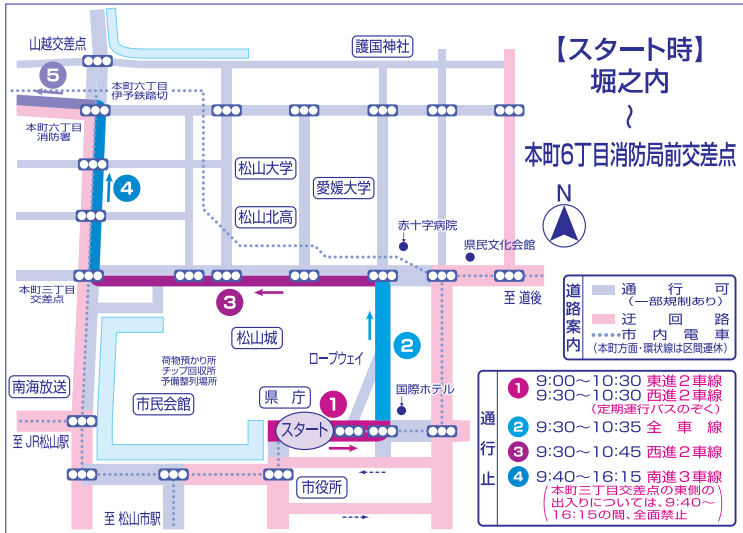 【スタート時】
堀之内
~
本町6丁目消防局前交差点
山越交差点
護国神社
5
本町六丁目
伊予鉄踏切
本町六丁目
消防署
松山大学
愛媛大学
4
松山北高
赤十字病院
県民文化会館
N
本町三丁目
交差点
3
至 道後
松山城
2
ロープウェイ
荷物預かり所
チップ回収所
予備整列場所
南海放送
市民会館
県 庁
1
国際ホテル
スタート
至 JR松山駅
市役所
至 松山市駅
道路案内
通行可
(一部規制あり)
迂回路
市内電車
(本町方面・環状線は区間運休)
通行止
1 9:00~10:30 東進2車線
9:30~10:30 西進2車線
(定期運行バスのぞく)
2 9:30~10:35 全車線
3 9:30~10:45 西進2車線
4 9:40~16:15 南進3車線
(本町三丁目交差点の東側の
出入りについては、9:40~
16:15の間、全面禁止)